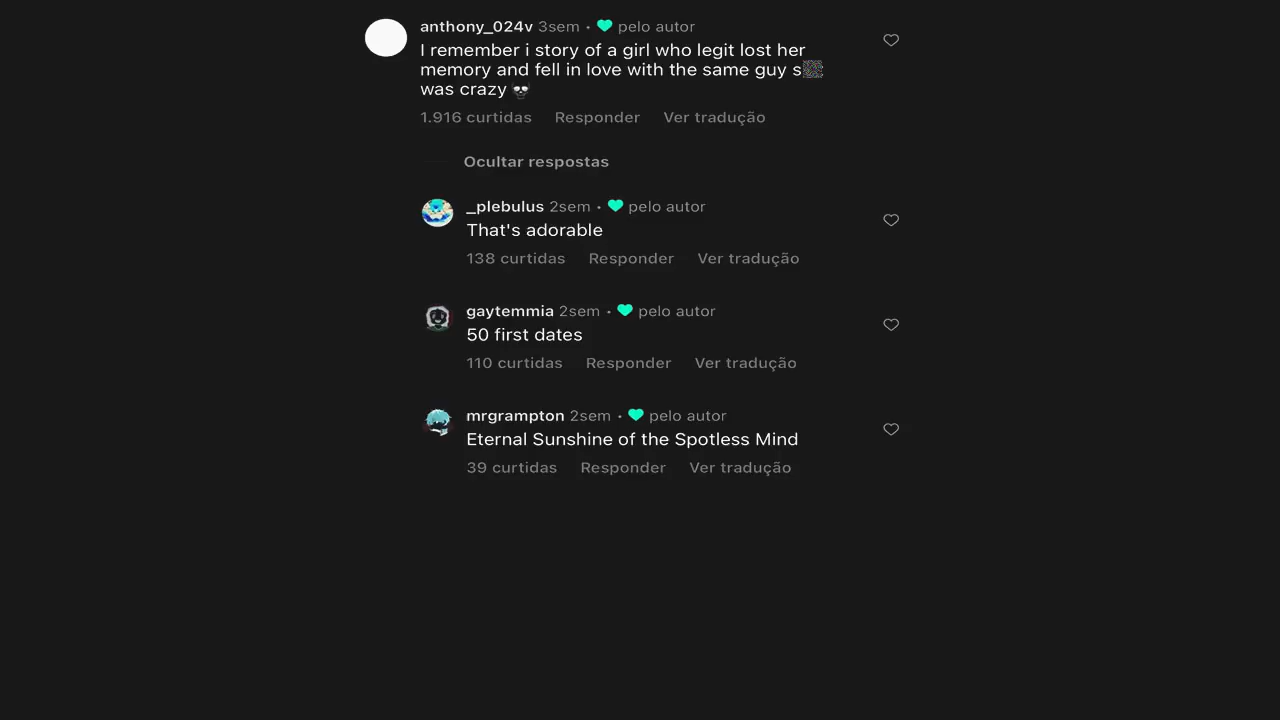 anthony_024v 3sem • pelo autor
I remember i story of a girl who legit lost her
memory and fell in love with the same guy s
was crazy 💀
1.916 curtidas Responder Ver tradução
Ocultar respostas
_plebulus 2sem • pelo autor
That's adorable
138 curtidas Responder Ver tradução
gaytemmia 2sem • pelo autor
50 first dates
110 curtidas Responder Ver tradução
mrgrampton 2sem • pelo autor
Eternal Sunshine of the Spotless Mind
39 curtidas Responder Ver tradução